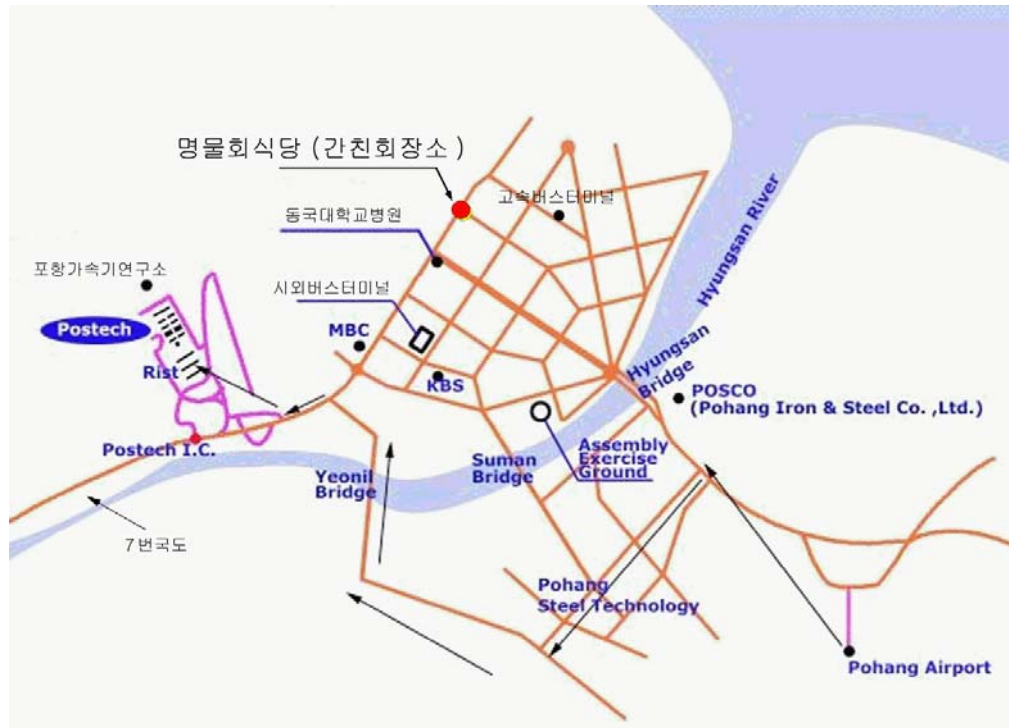 명물회식당 (간친회장소)
고속버스터미널
동국대학교병원
포항가속기연구소
시외버스터미널
Postech
MBC
Rist
KBS
Hyungsan River
Hyungsan
Bridge
POSCO
(Pohang Iron & Steel Co. ,Ltd.)
Postech I.C.
Yeonil
Bridge
Suman
Bridge
Assembly
Exercise
Ground
7번국도
Pohang
Steel Technology
Pohang Airport